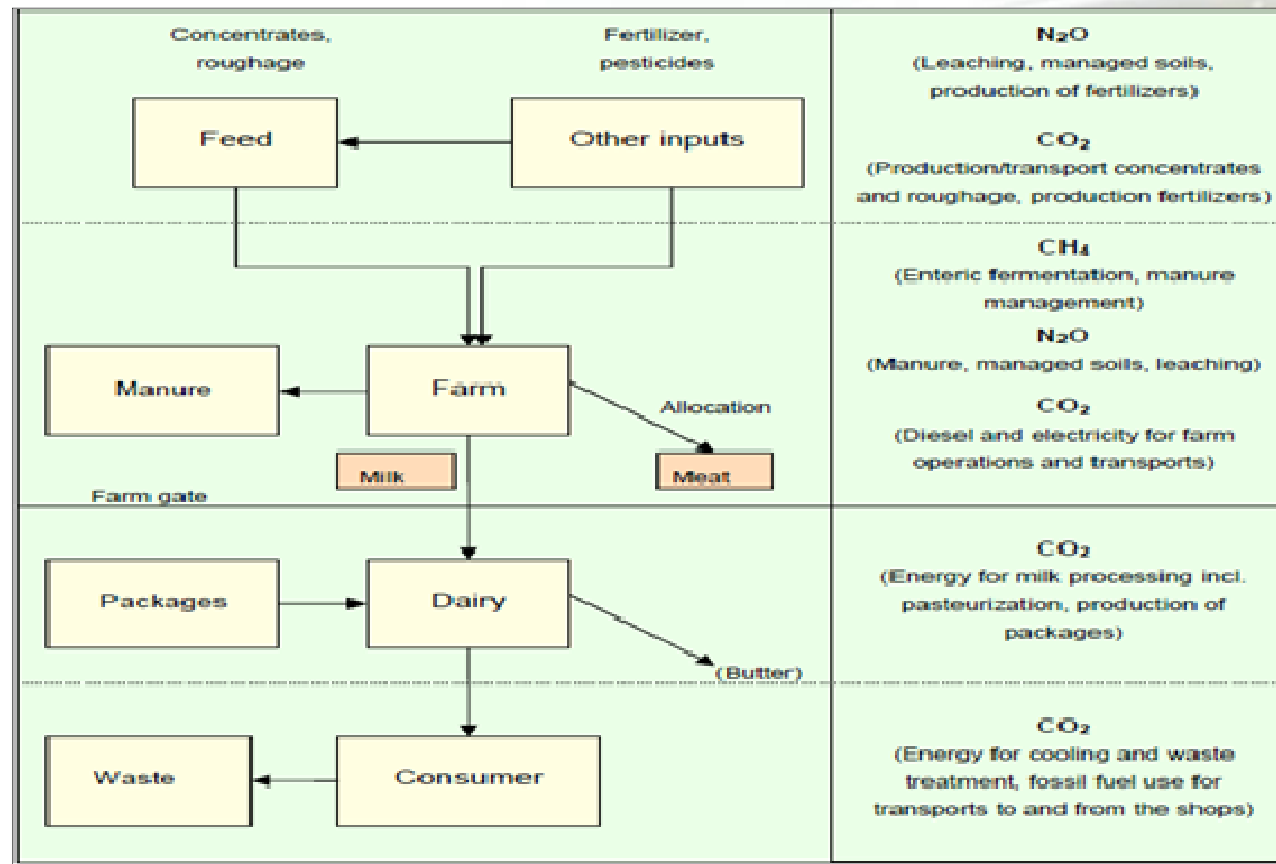 Concentrates,
roughage
Fertilizer,
pesticides
Feed
Other inputs
N₂O
(Leaching, managed soils,
production of fertilizers)
CO₂
(Production/transport concentrates
and roughage, production fertilizers)
Manure
Farm
Allocation
Milk
Meat
Farm gate
CH₄
(Enteric fermentation, manure
management)
N₂O
(Manure, managed soils, leaching)
CO₂
(Diesel and electricity for farm
operations and transports)
Packages
Dairy
(Butter)
CO₂
(Energy for milk processing incl.
pasteurization, production of
packages)
Waste
Consumer
CO₂
(Energy for cooling and waste
treatment, fossil fuel use for
transports to and from the shops)